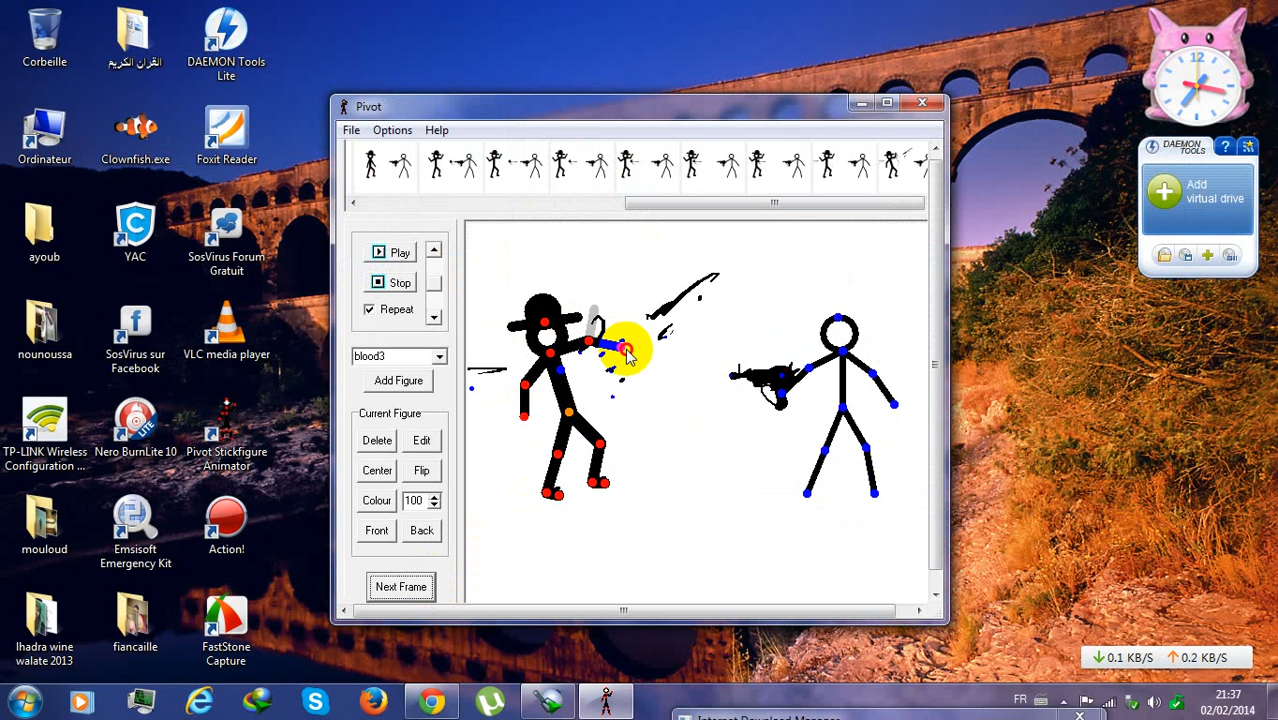 Corbeille
القرآن الكريم
DAEMON Tools
Lite
Ordinateur
Clownfish.exe
Foxit Reader
ayoub
YAC
SosVirus Forum
Gratuit
nounoussa
SosVirus sur
Facebook
VLC media player
TP-LINK Wireless
Configuration ...
Nero BurnLite 10
Pivot Stickfigure
Animator
mouloud
Emsisoft
Emergency Kit
Action!
lhadra wine
walate 2013
fiancaille
FastStone
Capture
Pivot
File
Options
Help
Play
Stop
Repeat
blood3
Add Figure
Current Figure
Delete
Edit
Center
Flip
Colour
100
Front
Back
Next Frame
12
DAEMON
TOOLS
?
Add
virtual drive
0.1 KB/S
0.2 KB/S
FR
21:37
02/02/2014
Internet Download Manager